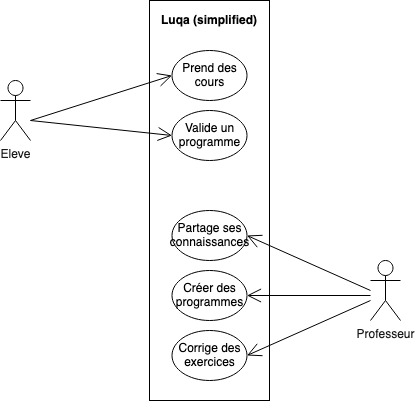 Luqa (simplified)
Prend des
cours
Valide un
programme
Eleve
Partage ses
connaissances
Créer des
programmes
Professeur
Corrige des
exercices